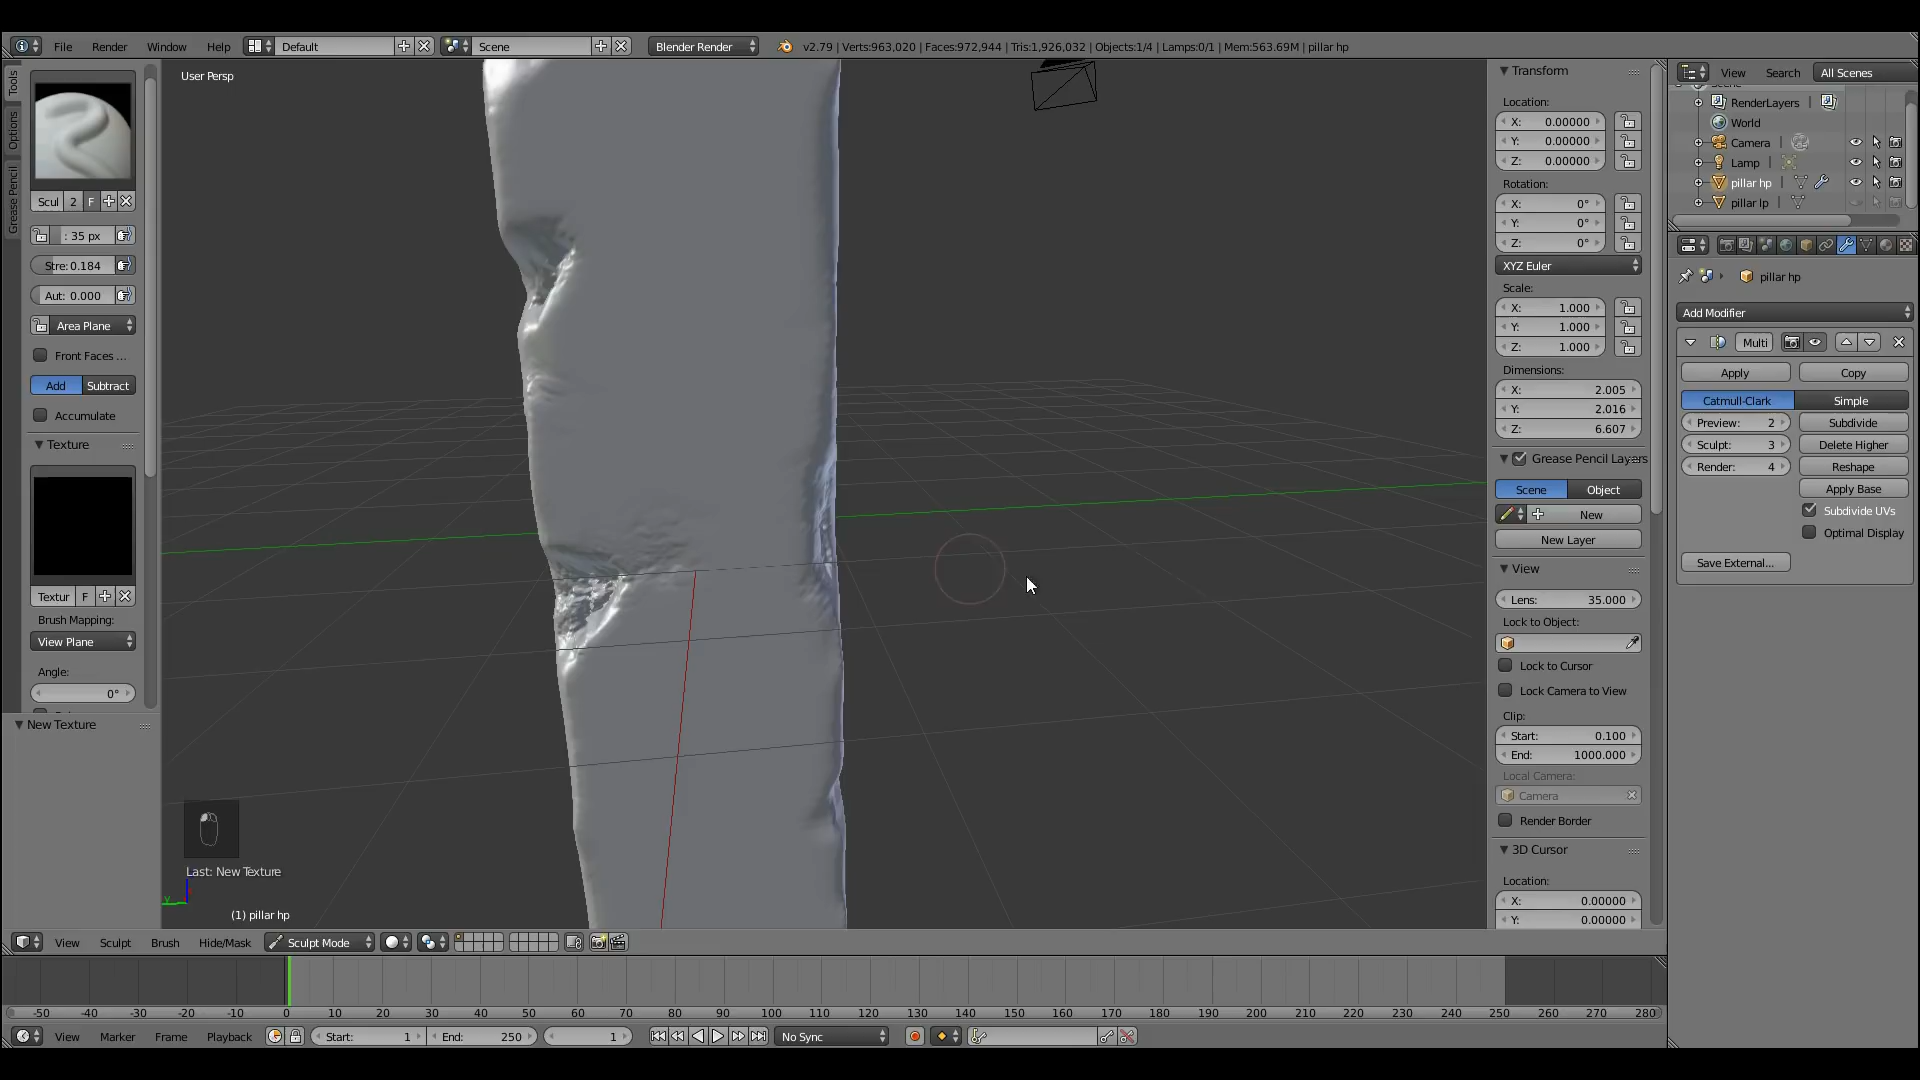 File Render Window Help Default Scene Blender Render v2.79 | Verts:963,020 | Faces:972,944 | Tris:1,926,032 | Objects:1/4 | Lamps:0/1 | Mem:563.69M | pillar hp
Tools
Options
Grease Pencil
Scul 2 F
: 35 px
Stre: 0.184
Aut: 0.000
Area Plane
Front Faces ...
Add Subtract
Accumulate
Texture
Textur F
Brush Mapping:
View Plane
Angle:
0°
New Texture
User Persp
Last: New Texture
y
(1) pillar hp
Transform
Location:
X: 0.00000
Y: 0.00000
Z: 0.00000
Rotation:
X: 0°
Y: 0°
Z: 0°
XYZ Euler
Scale:
X: 1.000
Y: 1.000
Z: 1.000
Dimensions:
X: 2.005
Y: 2.016
Z: 6.607
Grease Pencil Layers
Scene Object
New
New Layer
View
Lens: 35.000
Lock to Object:
Lock to Cursor
Lock Camera to View
Clip:
Start: 0.100
End: 1000.000
Local Camera:
Camera
Render Border
3D Cursor
Location:
X: 0.00000
Y: 0.00000
View Search All Scenes
RenderLayers
World
Camera
Lamp
pillar hp
pillar lp
pillar hp
Add Modifier
Multi
Apply Copy
Catmull-Clark Simple
Preview: 2 Subdivide
Sculpt: 3 Delete Higher
Render: 4 Reshape
Apply Base
Subdivide UVs
Optimal Display
Save External...
View Sculpt Brush Hide/Mask Sculpt Mode
-50 -40 -30 -20 -10 0 10 20 30 40 50 60 70 80 90 100 110 120 130 140 150 160 170 180 190 200 210 220 230 240 250 260 270 280
View Marker Frame Playback Start: 1 End: 250 1 No Sync